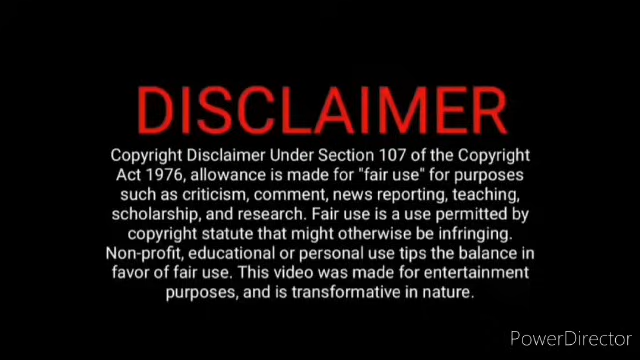 DISCLAIMER
Copyright Disclaimer Under Section 107 of the Copyright
Act 1976, allowance is made for "fair use" for purposes
such as criticism, comment, news reporting, teaching,
scholarship, and research. Fair use is a use permitted by
copyright statute that might otherwise be infringing.
Non-profit, educational or personal use tips the balance in
favor of fair use. This video was made for entertainment
purposes, and is transformative in nature.
PowerDirector